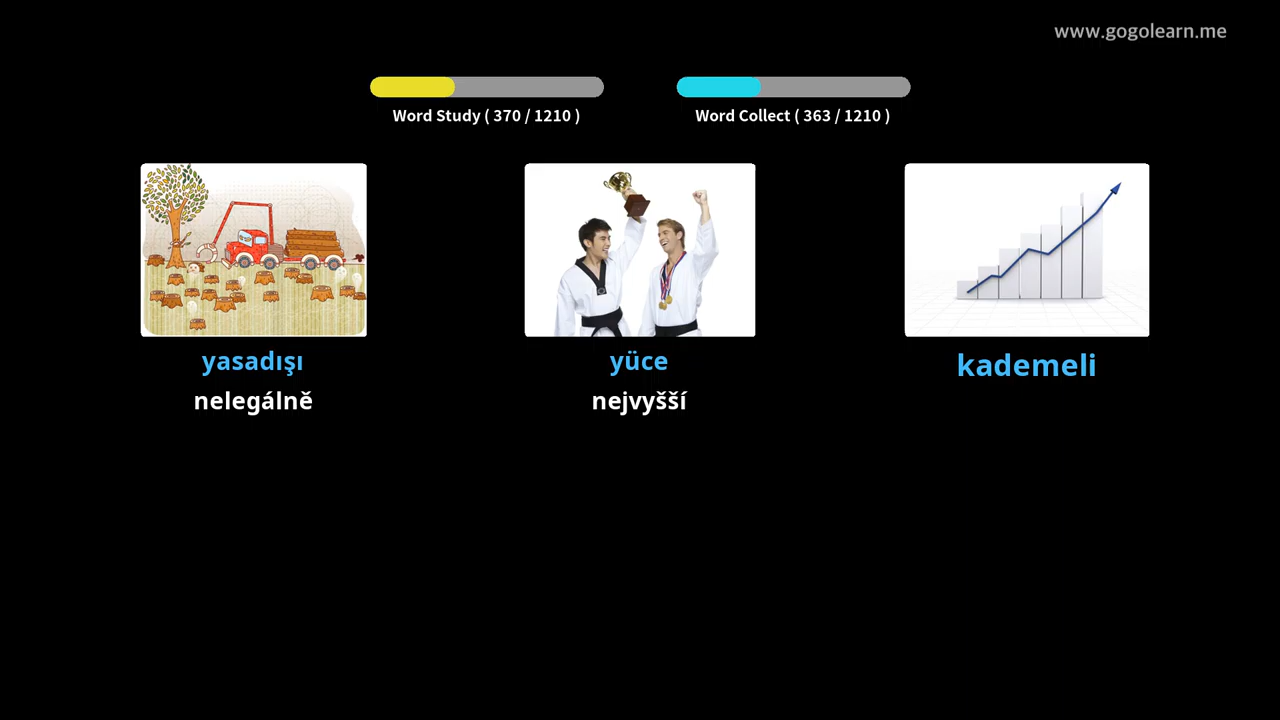 www.gogolearn.me
Word Study ( 370 / 1210 )
Word Collect ( 363 / 1210 )
yasadışı
nelegálně
yüce
nejvyšší
kademeli